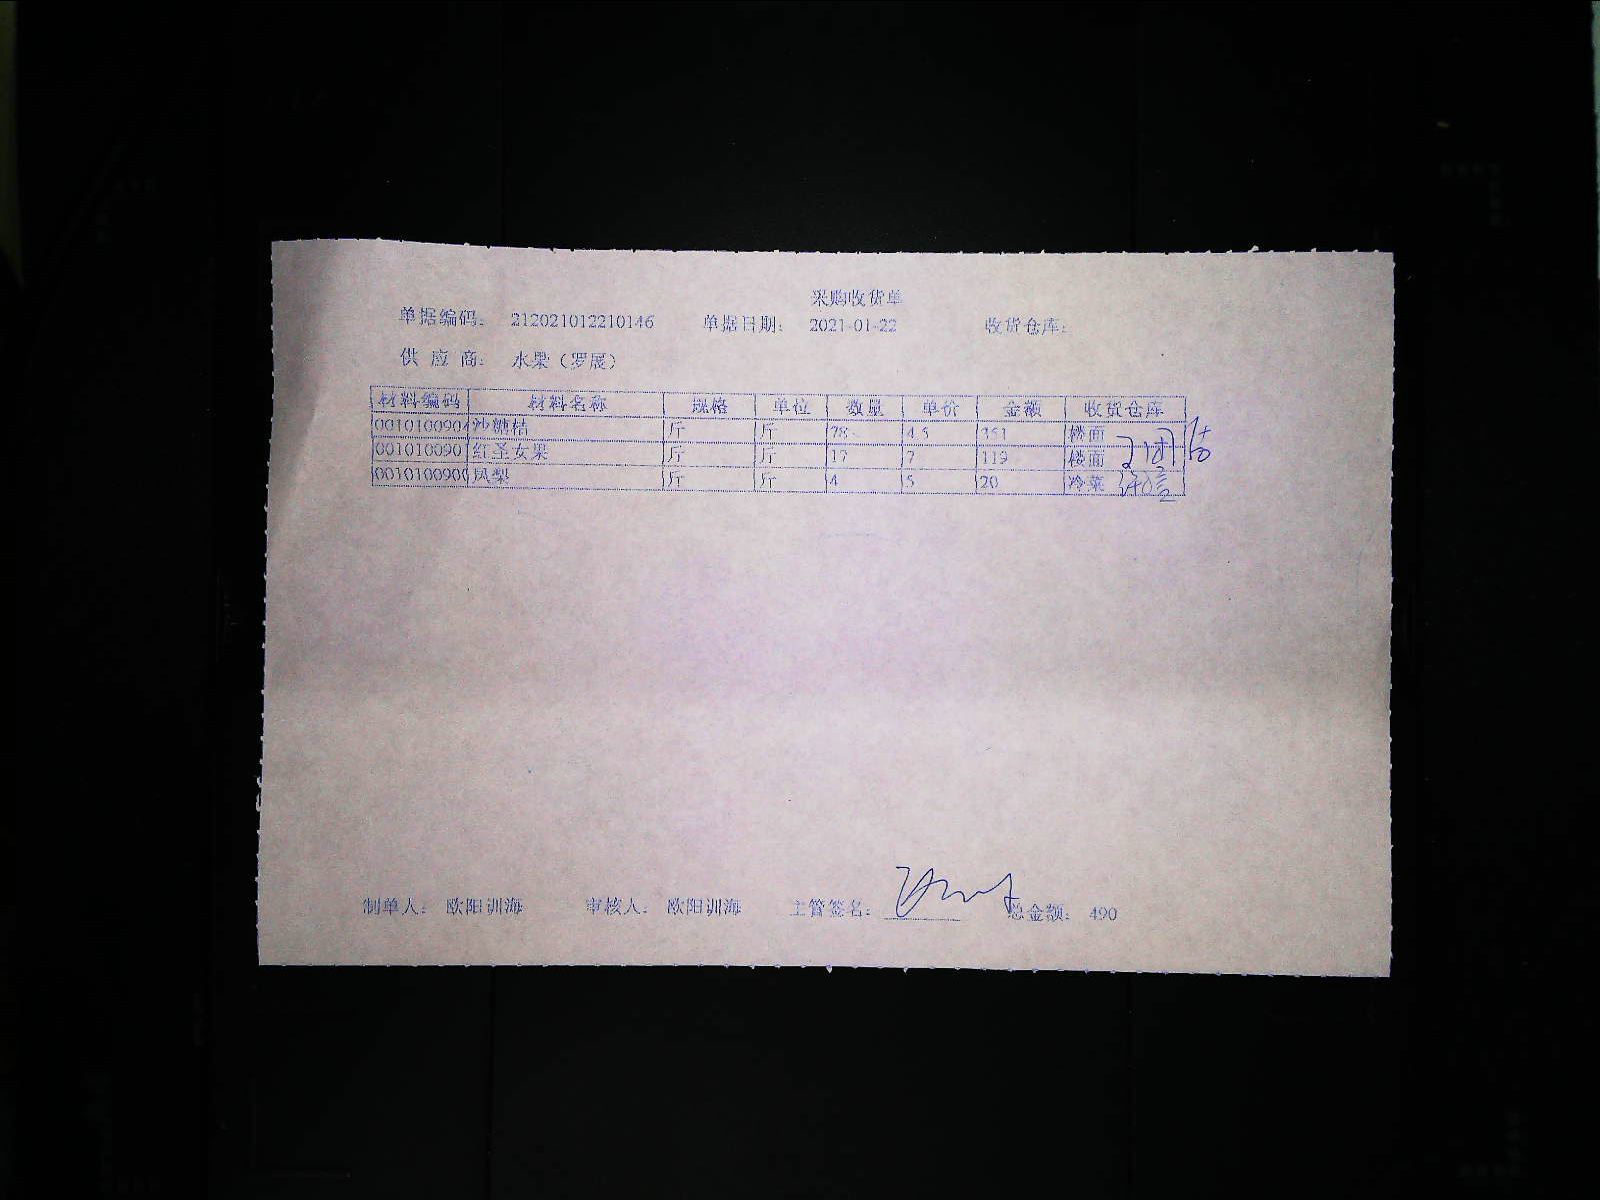 采购收货单
单据编码: 212021012210146 单据日期: 2021-01-22 收货仓库:
供 应 商: 水果（罗展）
材料编码 材料名称 规格 单位 数量 单价 金额 收货仓库
0010100904 沙糖桔 斤 斤 78 4.5 351 楼面
001010090 红圣女果 斤 斤 17 7 119 楼面
0010100900 凤梨 斤 斤 4 5 20 冷菜
制单人: 欧阳训海 审核人: 欧阳训海 主管签名: 总金额: 490